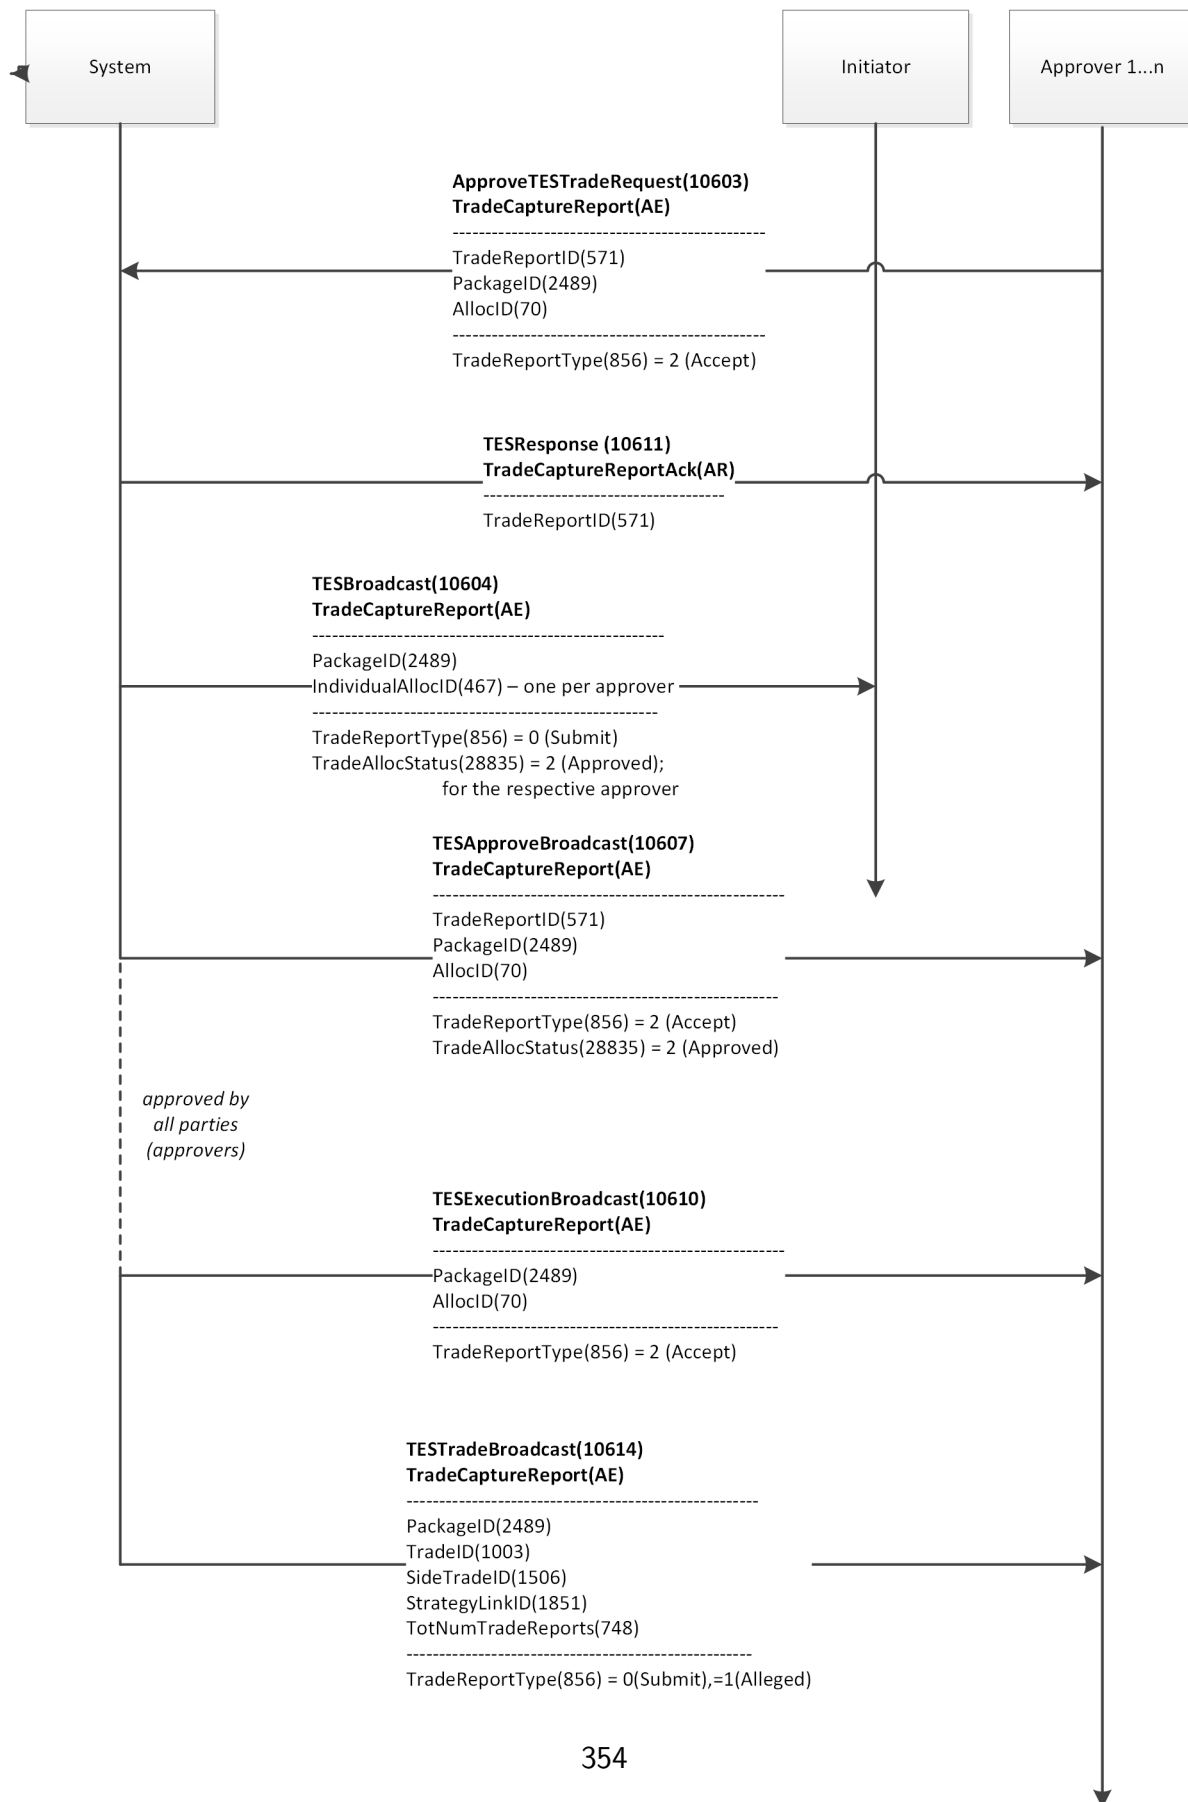 System
Initiator
Approver 1...n
ApproveTESTradeRequest(10603)
TradeCaptureReport(AE)
------------------------------------------------
TradeReportID(571)
PackageID(2489)
AllocID(70)
------------------------------------------------
TradeReportType(856) = 2 (Accept)
TESResponse (10611)
TradeCaptureReportAck(AR)
-------------------------------------
TradeReportID(571)
TESBroadcast(10604)
TradeCaptureReport(AE)
------------------------------------------------------
PackageID(2489)
IndividualAllocID(467) – one per approver
-----------------------------------------------------
TradeReportType(856) = 0 (Submit)
TradeAllocStatus(28835) = 2 (Approved);
for the respective approver
TESApproveBroadcast(10607)
TradeCaptureReport(AE)
------------------------------------------------------
TradeReportID(571)
PackageID(2489)
AllocID(70)
-----------------------------------------------------
TradeReportType(856) = 2 (Accept)
TradeAllocStatus(28835) = 2 (Approved)
approved by
all parties
(approvers)
TESExecutionBroadcast(10610)
TradeCaptureReport(AE)
------------------------------------------------------
PackageID(2489)
AllocID(70)
-----------------------------------------------------
TradeReportType(856) = 2 (Accept)
TESTradeBroadcast(10614)
TradeCaptureReport(AE)
------------------------------------------------------
PackageID(2489)
TradeID(1003)
SideTradeID(1506)
StrategyLinkID(1851)
TotNumTradeReports(748)
-----------------------------------------------------
TradeReportType(856) = 0(Submit),=1(Alleged)
354